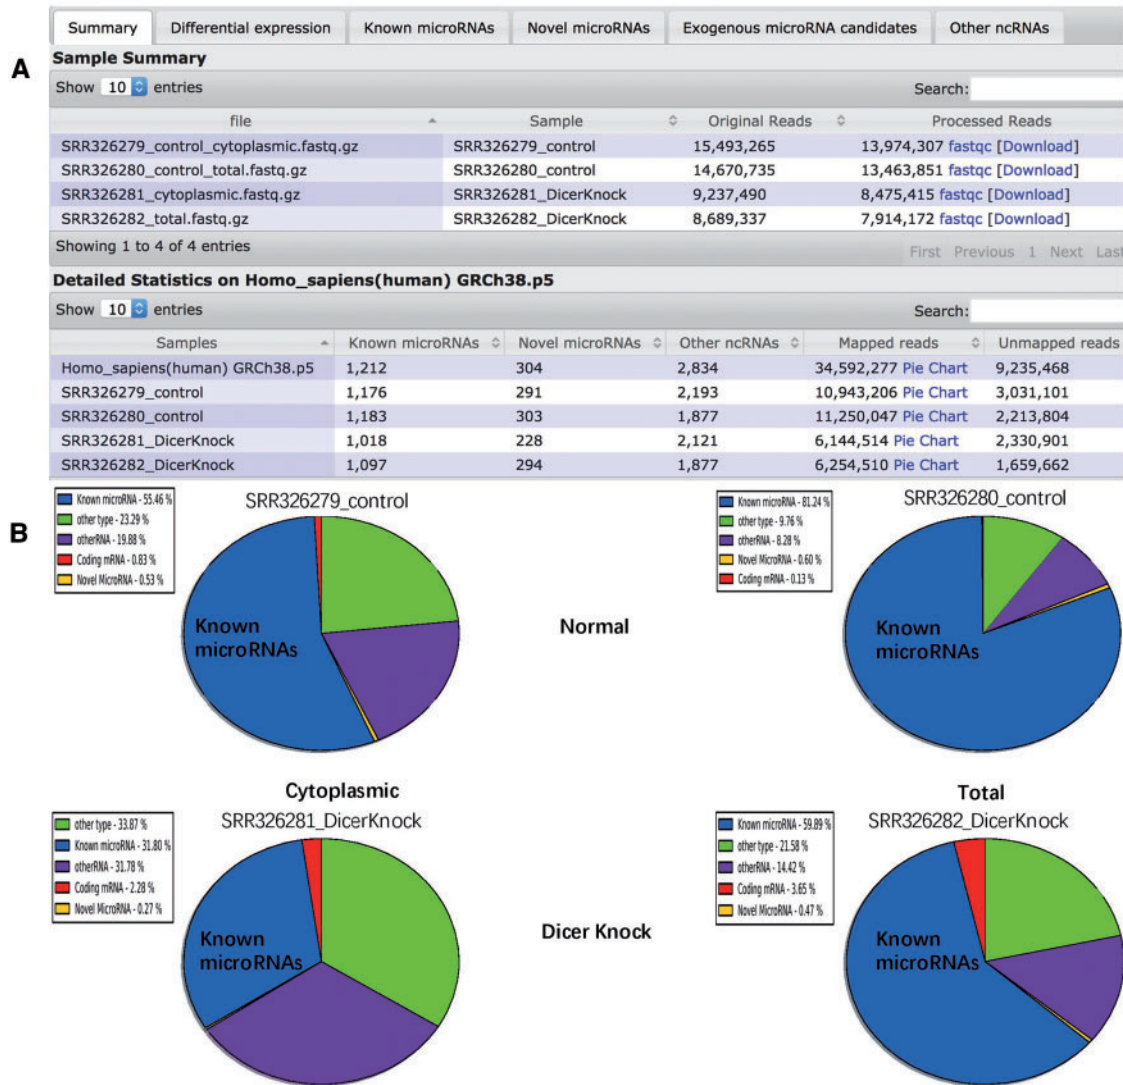 Summary Differential expression Known microRNAs Novel microRNAs Exogenous microRNA candidates Other ncRNAs
A
Sample Summary
Show 10 entries Search:
file Sample Original Reads Processed Reads
SRR326279_control_cytoplasmic.fastq.gz SRR326279_control 15,493,265 13,974,307 fastqc [Download]
SRR326280_control_total.fastq.gz SRR326280_control 14,670,735 13,463,851 fastqc [Download]
SRR326281_cytoplasmic.fastq.gz SRR326281_DicerKnock 9,237,490 8,475,415 fastqc [Download]
SRR326282_total.fastq.gz SRR326282_DicerKnock 8,689,337 7,914,172 fastqc [Download]
Showing 1 to 4 of 4 entries First Previous 1 Next Last
Detailed Statistics on Homo_sapiens(human) GRCh38.p5
Show 10 entries Search:
Samples Known microRNAs Novel microRNAs Other ncRNAs Mapped reads Unmapped reads
Homo_sapiens(human) GRCh38.p5 1,212 304 2,834 34,592,277 Pie Chart 9,235,468
SRR326279_control 1,176 291 2,193 10,943,206 Pie Chart 3,031,101
SRR326280_control 1,183 303 1,877 11,250,047 Pie Chart 2,213,804
SRR326281_DicerKnock 1,018 228 2,121 6,144,514 Pie Chart 2,330,901
SRR326282_DicerKnock 1,097 294 1,877 6,254,510 Pie Chart 1,659,662
B
SRR326279_control
Known microRNA - 55.46 %
other type - 23.29 %
otherRNA - 19.88 %
Coding mRNA - 0.83 %
Novel MicroRNA - 0.53 %
Known
microRNAs
Normal
SRR326280_control
Known microRNA - 81.24 %
other type - 9.76 %
otherRNA - 8.28 %
Novel MicroRNA - 0.60 %
Coding mRNA - 0.13 %
Known
microRNAs
Cytoplasmic
SRR326281_DicerKnock
other type - 33.87 %
Known microRNA - 31.80 %
otherRNA - 31.78 %
Coding mRNA - 2.28 %
Novel MicroRNA - 0.27 %
Known
microRNAs
Dicer Knock
Total
SRR326282_DicerKnock
Known microRNA - 59.89 %
other type - 21.58 %
otherRNA - 14.42 %
Coding mRNA - 3.65 %
Novel MicroRNA - 0.47 %
Known
microRNAs